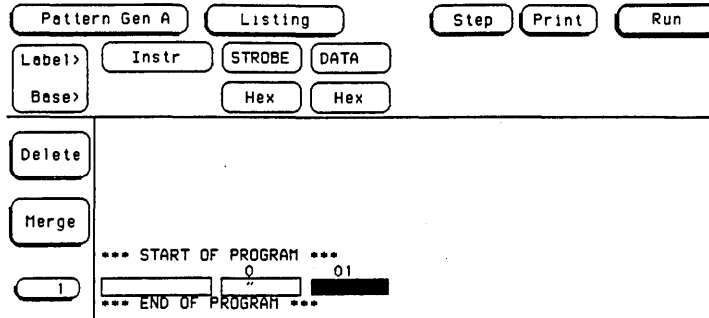 Pattern Gen A Listing Step Print Run
Label> Instr STROBE DATA
Base> Hex Hex
Delete
Merge
*** START OF PROGRAM ***
0 01
1 "
*** END OF PROGRAM ***